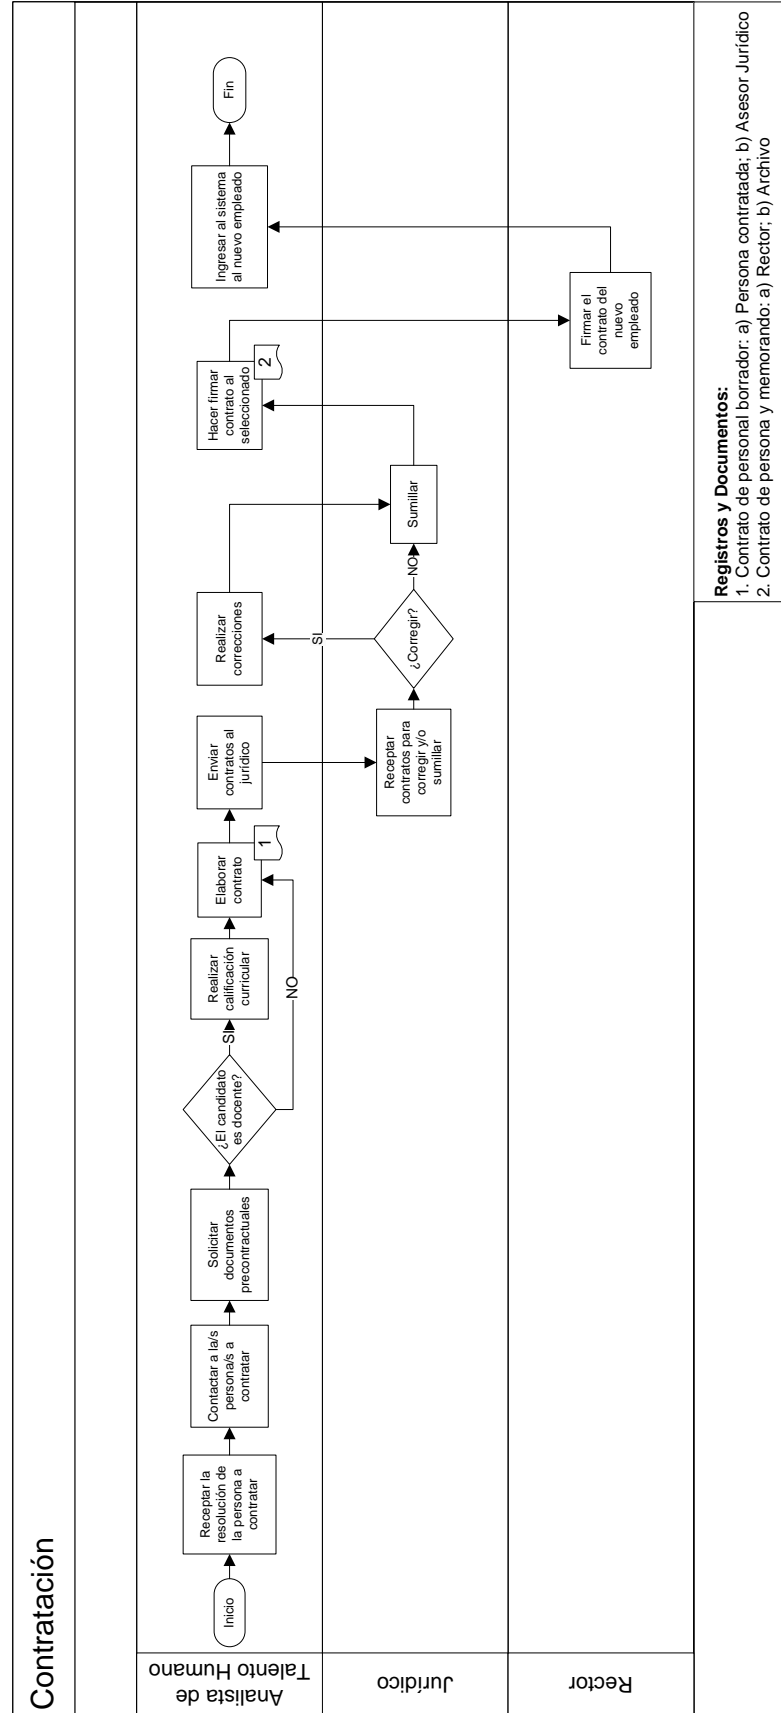 Contratación
Analista de
Talento Humano
Jurídico
Rector
Inicio
Receptar la
resolución de
la persona a
contratar
Contactar a la/s
persona/s a
contratar
Solicitar
documentos
precontractuales
¿El candidato
es docente?
SI
NO
Realizar
calificación
curricular
Elaborar
contrato
1
Enviar
contratos al
jurídico
Receptar
contratos para
corregir y/o
sumillar
¿Corregir?
SI
NO
Realizar
correcciones
Sumillar
Hacer firmar
contrato al
seleccionado
2
Firmar el
contrato del
nuevo
empleado
Ingresar al sistema
al nuevo empleado
Fin
Registros y Documentos:
1. Contrato de personal borrador: a) Persona contratada; b) Asesor Jurídico
2. Contrato de persona y memorando: a) Rector; b) Archivo